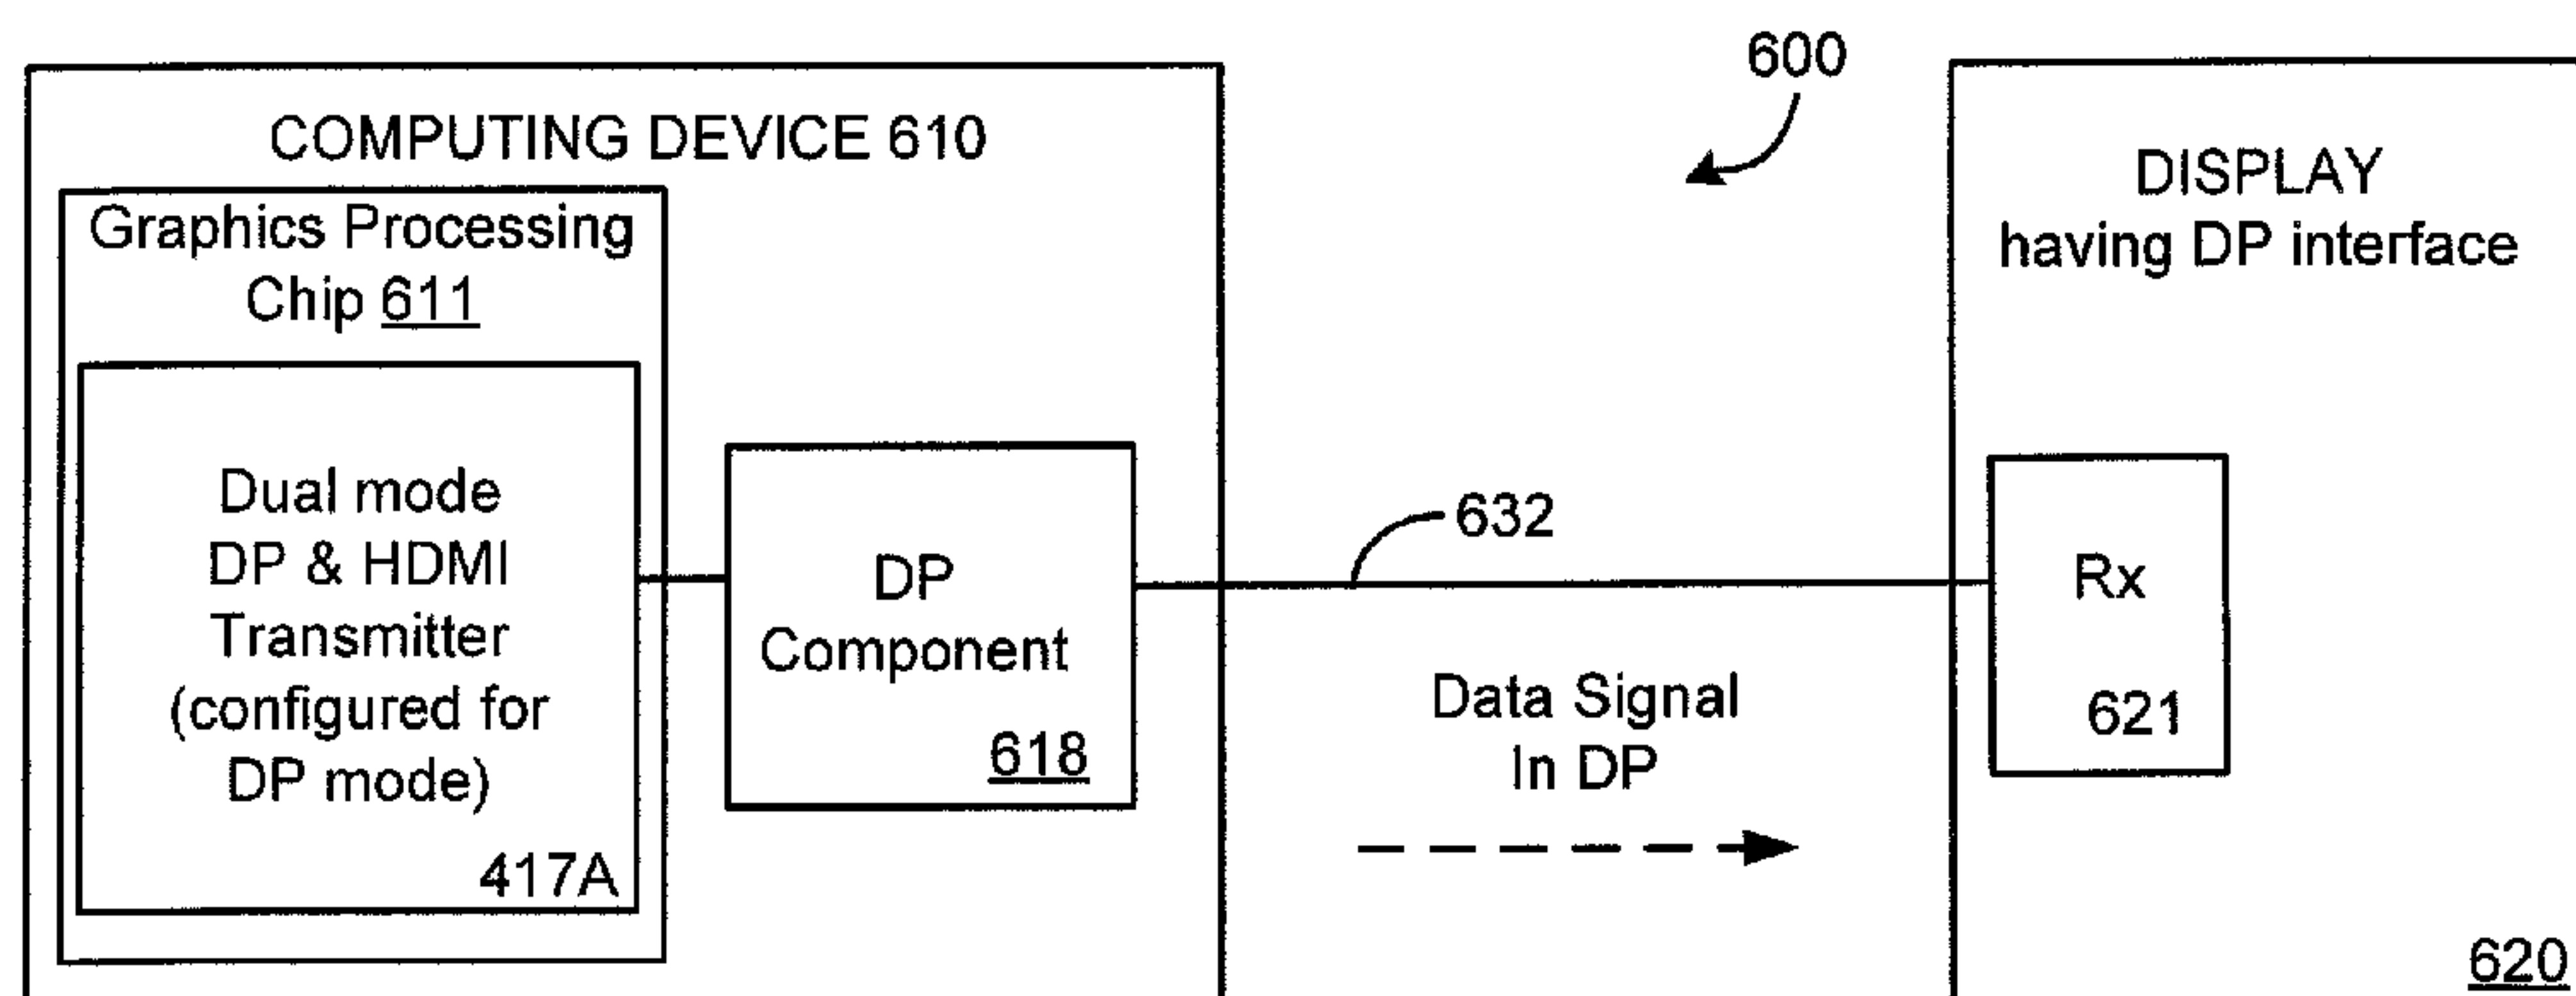 600
COMPUTING DEVICE 610
Graphics Processing
Chip 611
Dual mode
DP & HDMI
Transmitter
(configured for
DP mode)
417A
DP
Component
618
632
Data Signal
In DP
DISPLAY
having DP interface
Rx
621
620